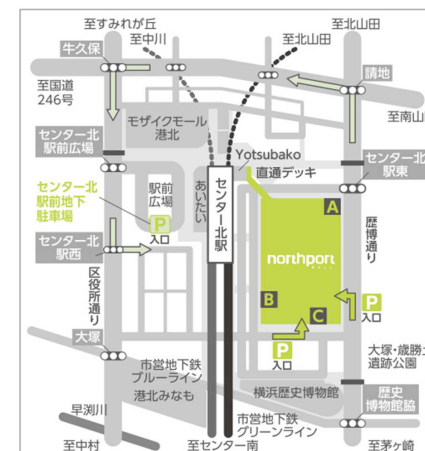 至すみれが丘
至中川
至北山田
至北山田
牛久保
請地
至国道
246号
至南山
モザイクモール
港北
センター北
駅前広場
Yotsubako
直通デッキ
センター北
駅東
センター北
駅前地下
駐車場
駅前
広場
あいたい
センター北駅
P
入口
A
歴博通り
センター北
駅西
northport
MALL
区役所通り
B
C
P
入口
P
入口
大塚
大塚・歳勝土
遺跡公園
市営地下鉄
ブルーライン
港北みなも
横浜歴史博物館
歴史
博物館脇
早渕川
市営地下鉄
グリーンライン
至中村
至センター南
至茅ヶ崎